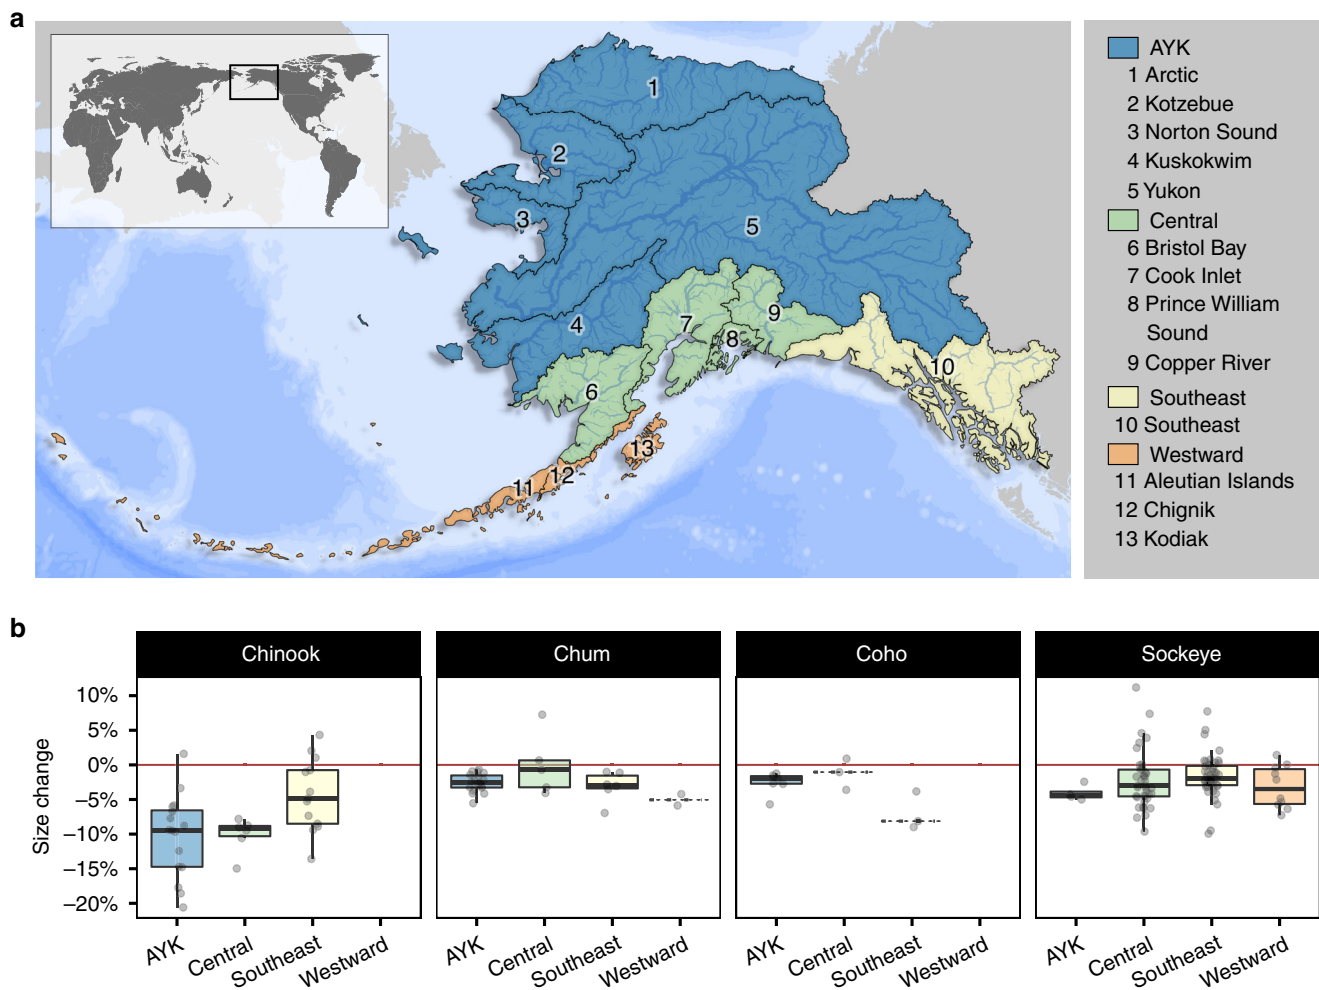 a
1
2
3
4
5
6
7
8
9
10
11
12
13
AYK
1 Arctic
2 Kotzebue
3 Norton Sound
4 Kuskokwim
5 Yukon
Central
6 Bristol Bay
7 Cook Inlet
8 Prince William
Sound
9 Copper River
Southeast
10 Southeast
Westward
11 Aleutian Islands
12 Chignik
13 Kodiak
b
Chinook
Chum
Coho
Sockeye
Size change
10%
5%
0%
−5%
−10%
−15%
−20%
AYK
Central
Southeast
Westward
AYK
Central
Southeast
Westward
AYK
Central
Southeast
Westward
AYK
Central
Southeast
Westward